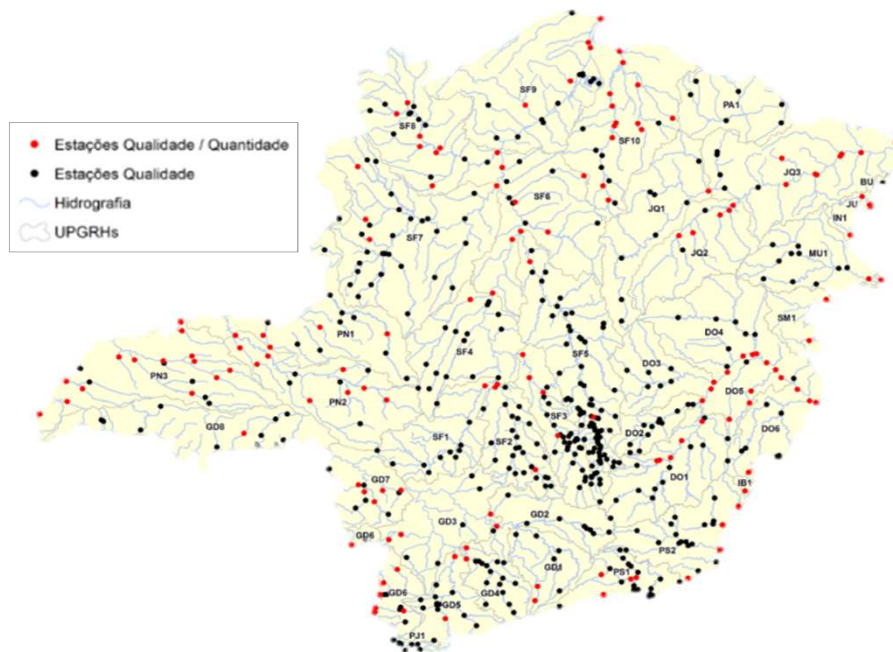 Estações Qualidade / Quantidade
Estações Qualidade
Hidrografia
UPGRHs
SF9
PA1
SF8
SF10
JQ3
BU
SF6
JQ1
JU
IN1
SF7
JQ2
MU1
SM1
PN1
DO4
SF4
SF5
DO3
PN3
PN2
DO5
GD8
SF3
DO2
DO6
SF1
SF2
GD7
DO1
IB1
GD3
GD2
GD6
PS2
GD1
PS1
GD6
GD5
GD4
PJ1